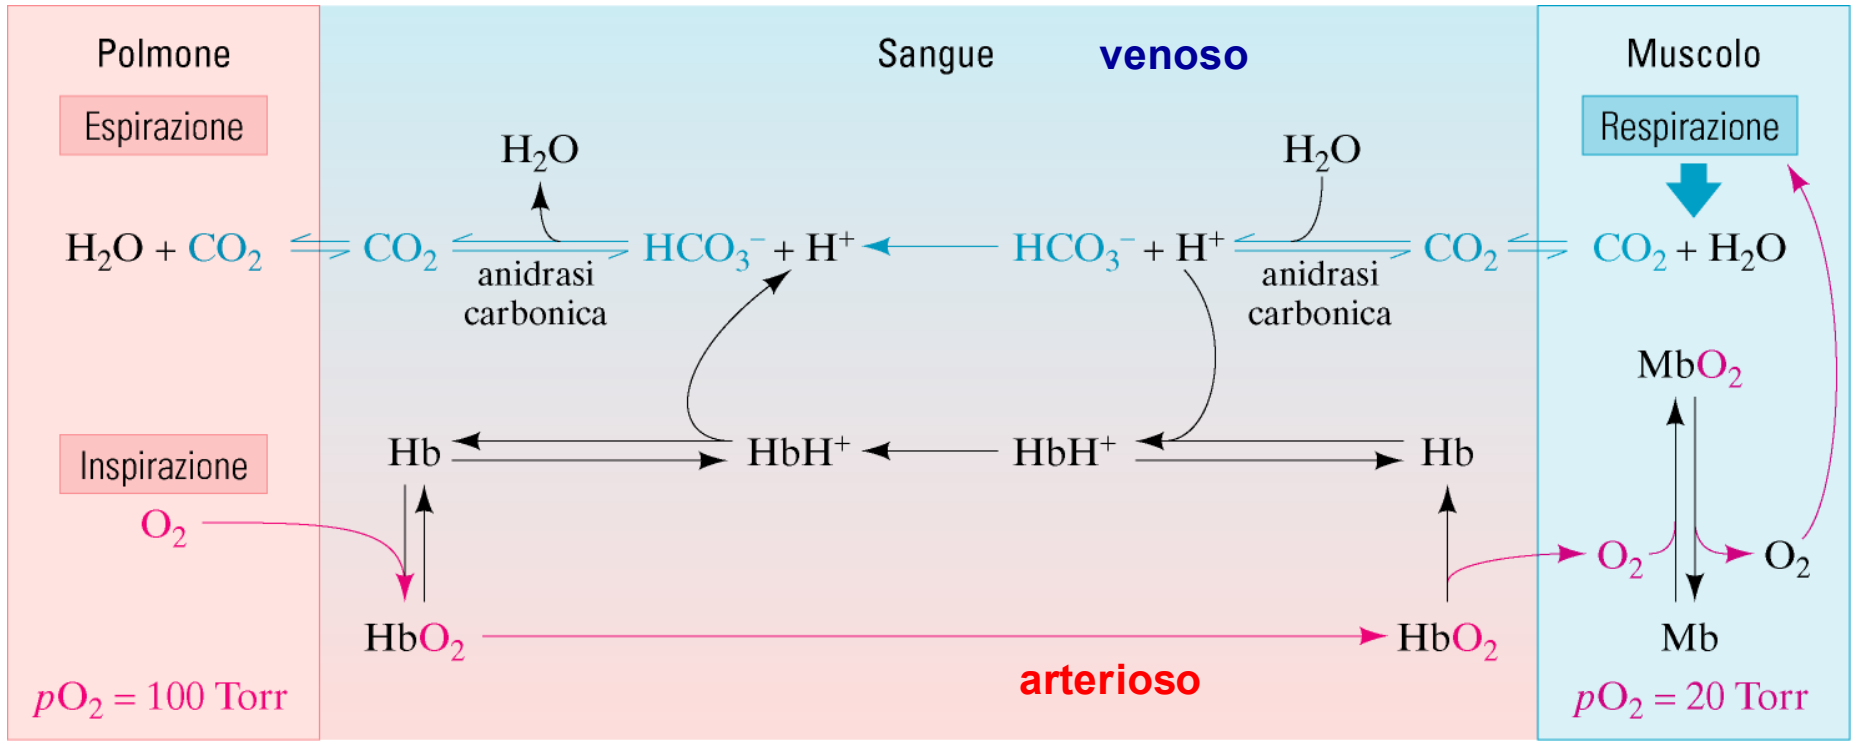 Polmone
Sangue venoso
Muscolo
Espirazione
Respirazione
H₂O
H₂O
H₂O + CO₂
CO₂
HCO₃⁻ + H⁺
HCO₃⁻ + H⁺
CO₂
CO₂ + H₂O
anidrasi
carbonica
anidrasi
carbonica
MbO₂
Inspirazione
Hb
HbH⁺
HbH⁺
Hb
O₂
O₂
O₂
HbO₂
HbO₂
Mb
arterioso
pO₂ = 100 Torr
pO₂ = 20 Torr